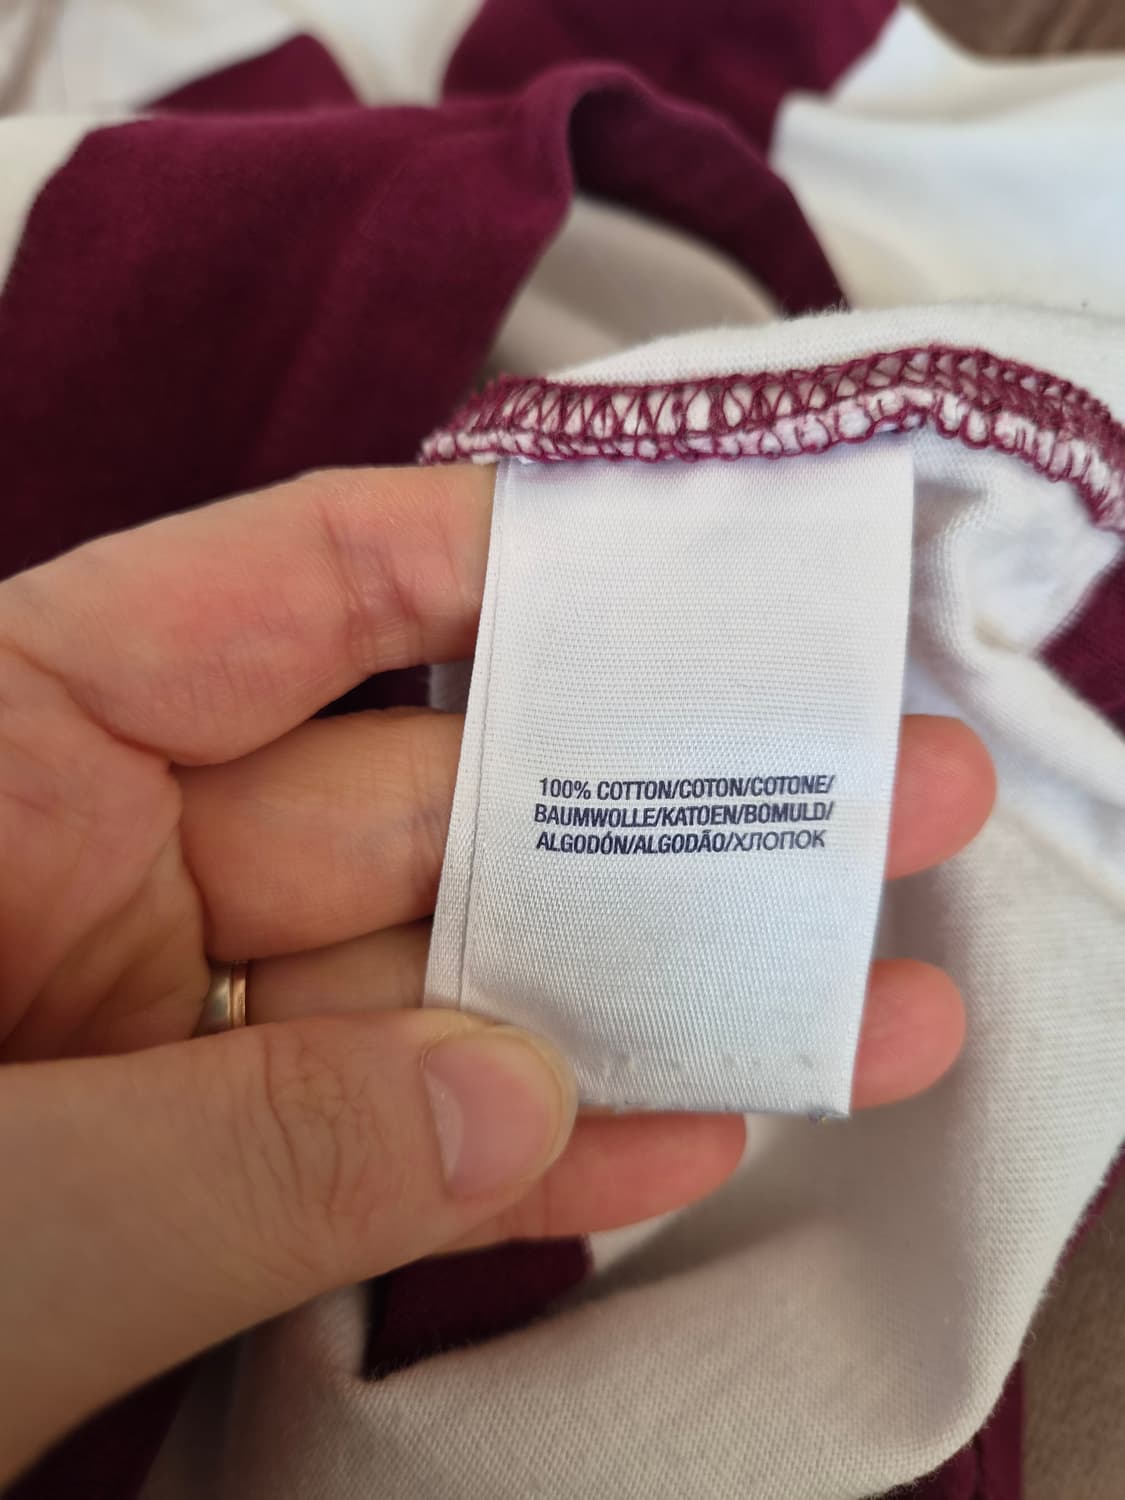 100% COTTON/COTON/COTONE/
BAUMWOLLE/KATOEN/BOMULD/
ALGODÓN/ALGODÃO/ХЛОПОК